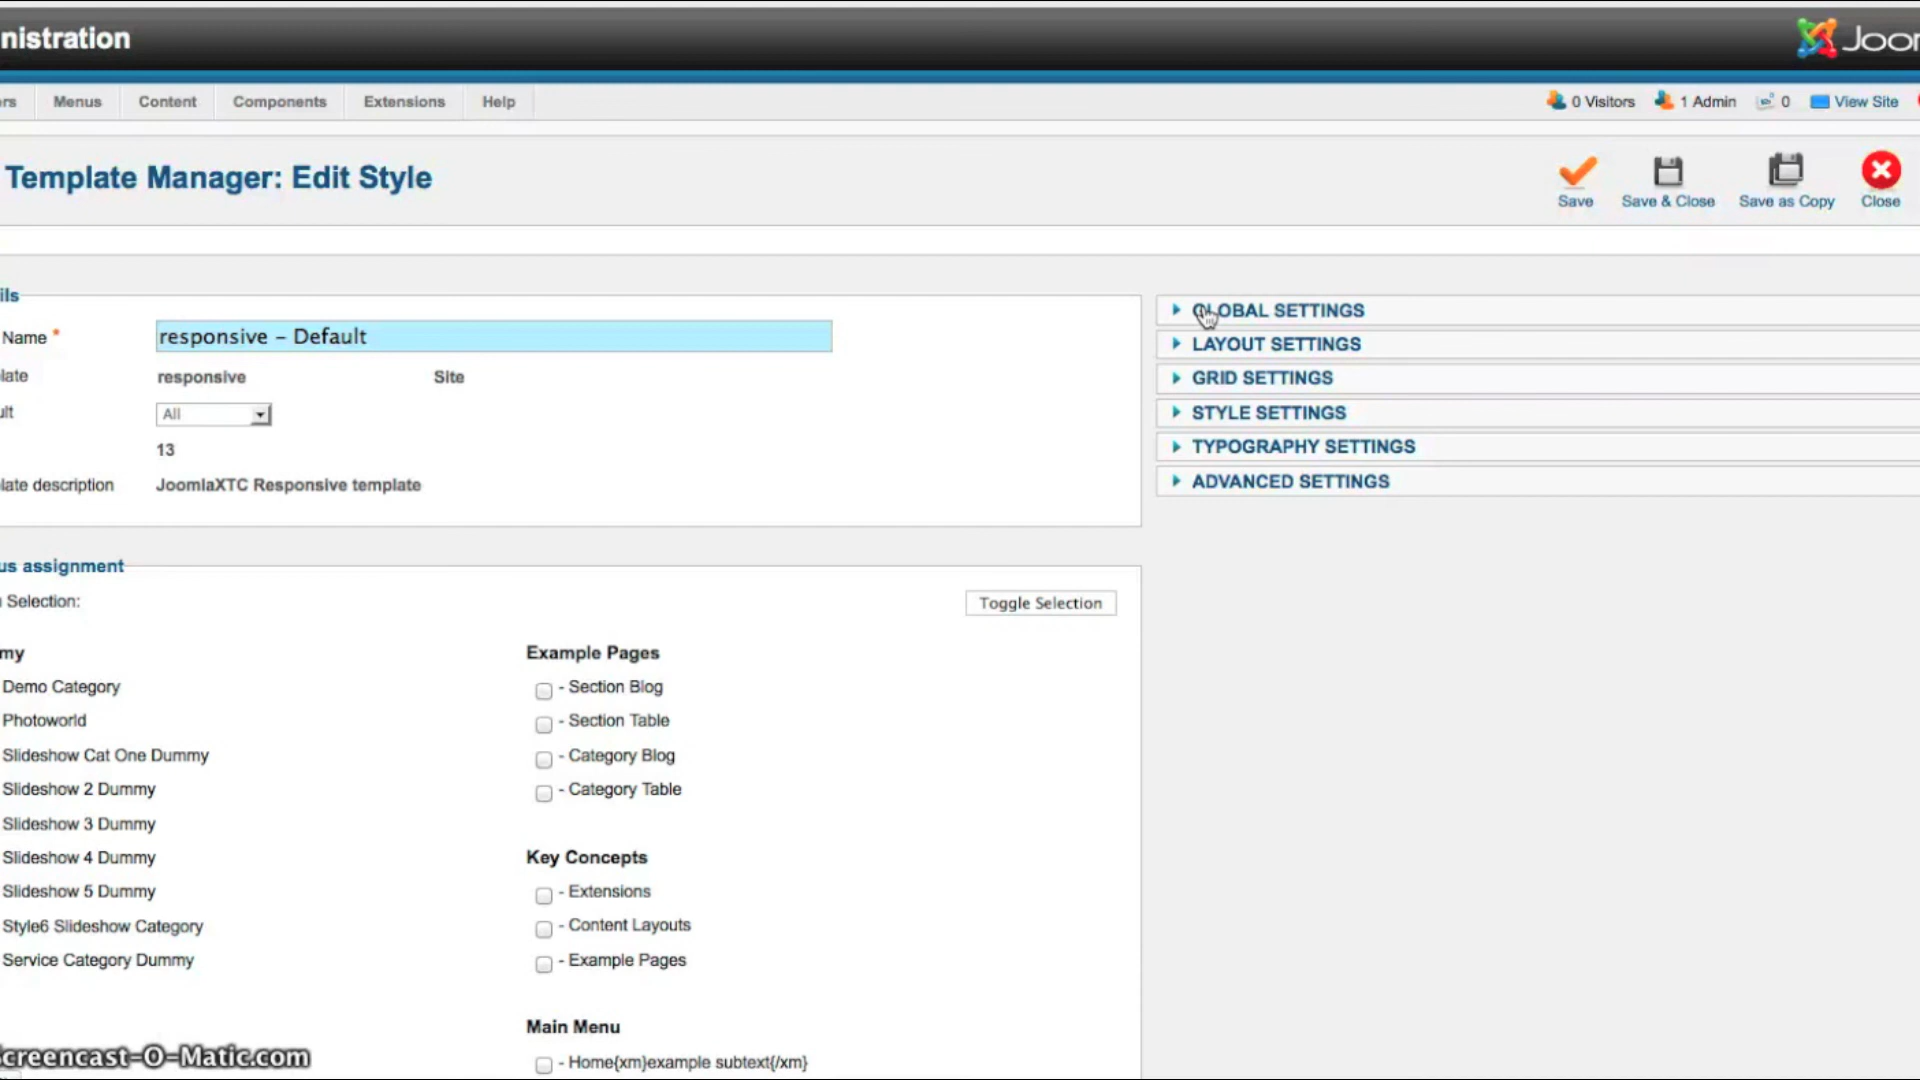 nistration
Joom
ers Menus Content Components Extensions Help 0 Visitors 1 Admin 0 View Site
Template Manager: Edit Style
Save Save & Close Save as Copy Close
ils
Name *
responsive – Default
late responsive Site
ult All
13
late description JoomlaXTC Responsive template
GLOBAL SETTINGS
LAYOUT SETTINGS
GRID SETTINGS
STYLE SETTINGS
TYPOGRAPHY SETTINGS
ADVANCED SETTINGS
us assignment
Selection:
Toggle Selection
my
Demo Category
Photoworld
Slideshow Cat One Dummy
Slideshow 2 Dummy
Slideshow 3 Dummy
Slideshow 4 Dummy
Slideshow 5 Dummy
Style6 Slideshow Category
Service Category Dummy
Example Pages
- Section Blog
- Section Table
- Category Blog
- Category Table
Key Concepts
- Extensions
- Content Layouts
- Example Pages
Main Menu
- Home{xm}example subtext{/xm}
Screencast-O-Matic.com